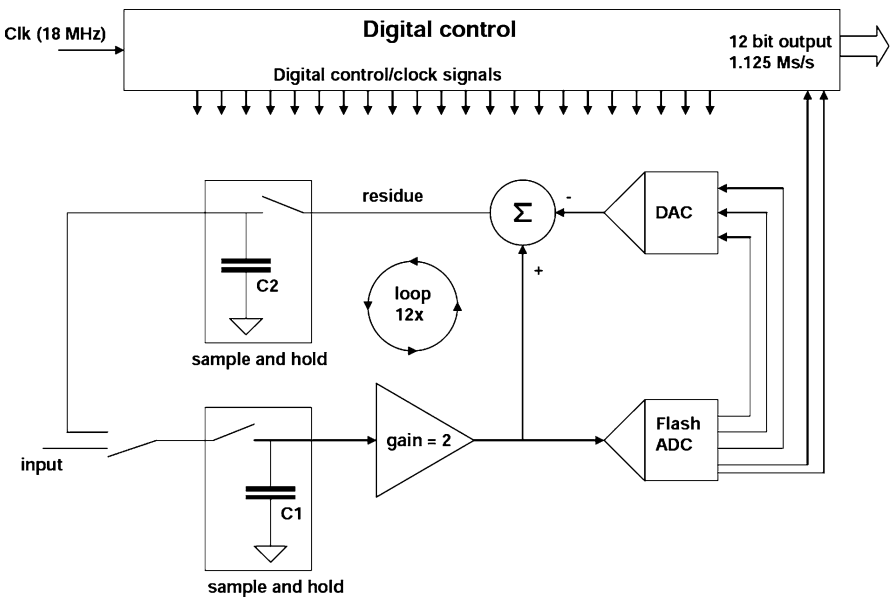 Digital control
Clk (18 MHz)
12 bit output
1.125 Ms/s
Digital control/clock signals
residue
Σ
-
DAC
+
C2
loop
12x
sample and hold
gain = 2
Flash
ADC
input
C1
sample and hold